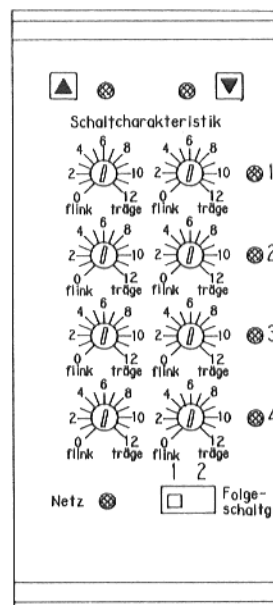 Schaltcharakteristik
0 2 4 6 8 10 12 0 2 4 6 8 10 12 1
flink träge flink träge
0 2 4 6 8 10 12 0 2 4 6 8 10 12 2
flink träge flink träge
0 2 4 6 8 10 12 0 2 4 6 8 10 12 3
flink träge flink träge
0 2 4 6 8 10 12 0 2 4 6 8 10 12 4
flink träge flink träge
1 2
Netz
Folge-
schaltg